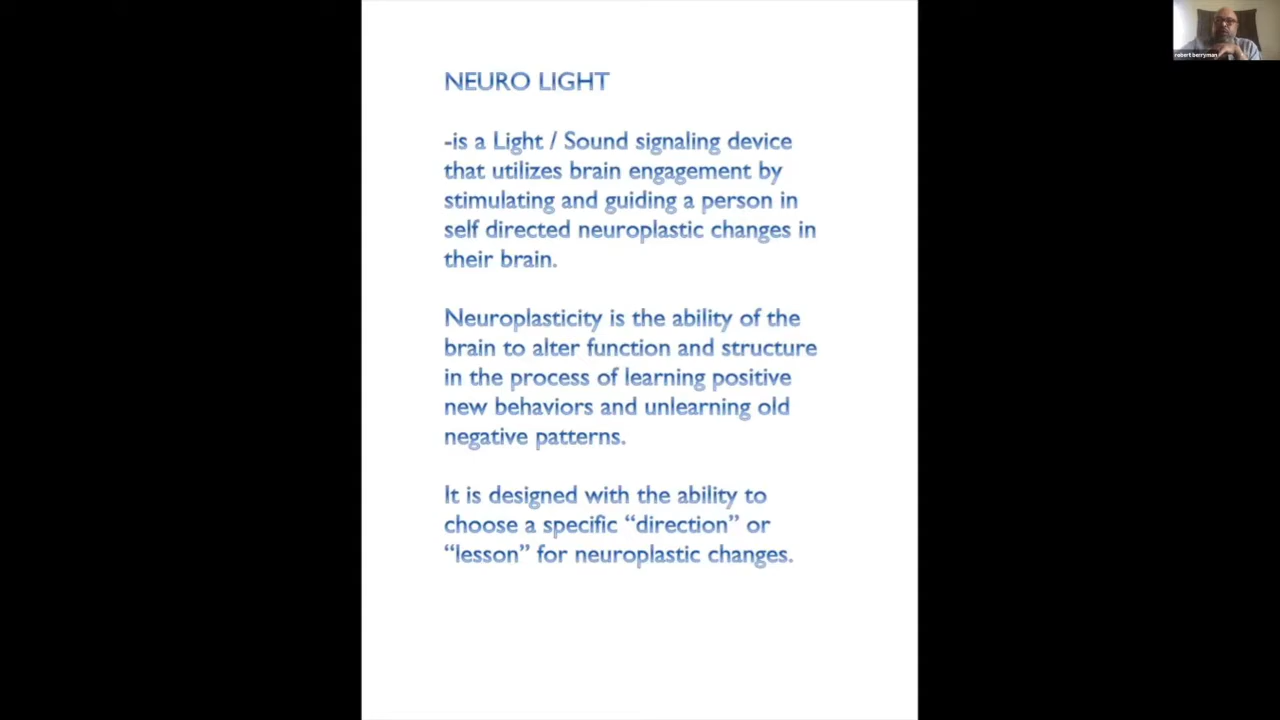 NEURO LIGHT
-is a Light / Sound signaling device
that utilizes brain engagement by
stimulating and guiding a person in
self directed neuroplastic changes in
their brain.
Neuroplasticity is the ability of the
brain to alter function and structure
in the process of learning positive
new behaviors and unlearning old
negative patterns.
It is designed with the ability to
choose a specific “direction” or
“lesson” for neuroplastic changes.
robert berryman